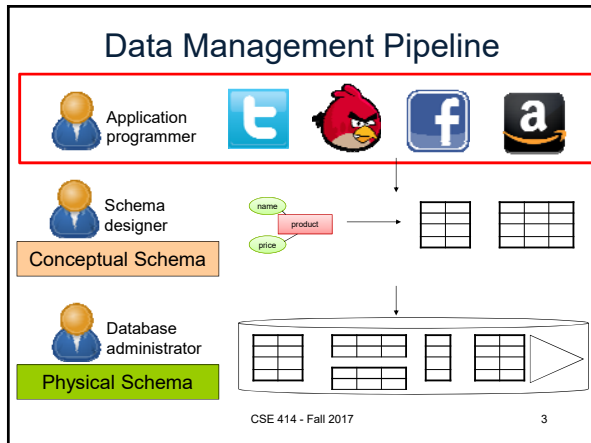 Data Management Pipeline
Application
programmer
t
f
a
Schema
designer
name
product
price
Conceptual Schema
Database
administrator
Physical Schema
CSE 414 - Fall 2017
3